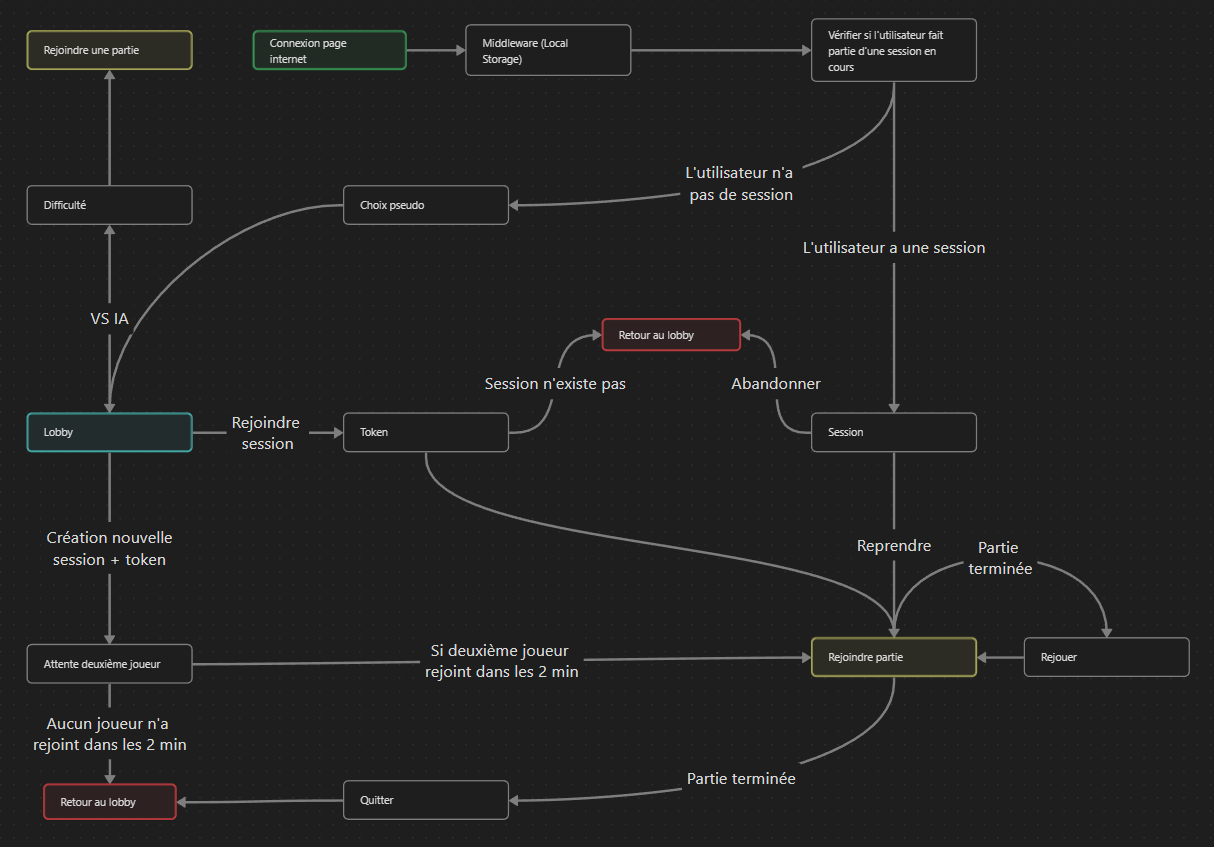 Rejoindre une partie
Connexion page
internet
Middleware (Local
Storage)
Vérifier si l'utilisateur fait
partie d'une session en
cours
L'utilisateur n'a
pas de session
Difficulté
Choix pseudo
L'utilisateur a une session
VS IA
Retour au lobby
Session n'existe pas
Abandonner
Lobby
Rejoindre
session
Token
Session
Création nouvelle
session + token
Reprendre
Partie
terminée
Attente deuxième joueur
Si deuxième joueur
rejoint dans les 2 min
Rejoindre partie
Rejouer
Aucun joueur n'a
rejoint dans les 2 min
Partie terminée
Retour au lobby
Quitter